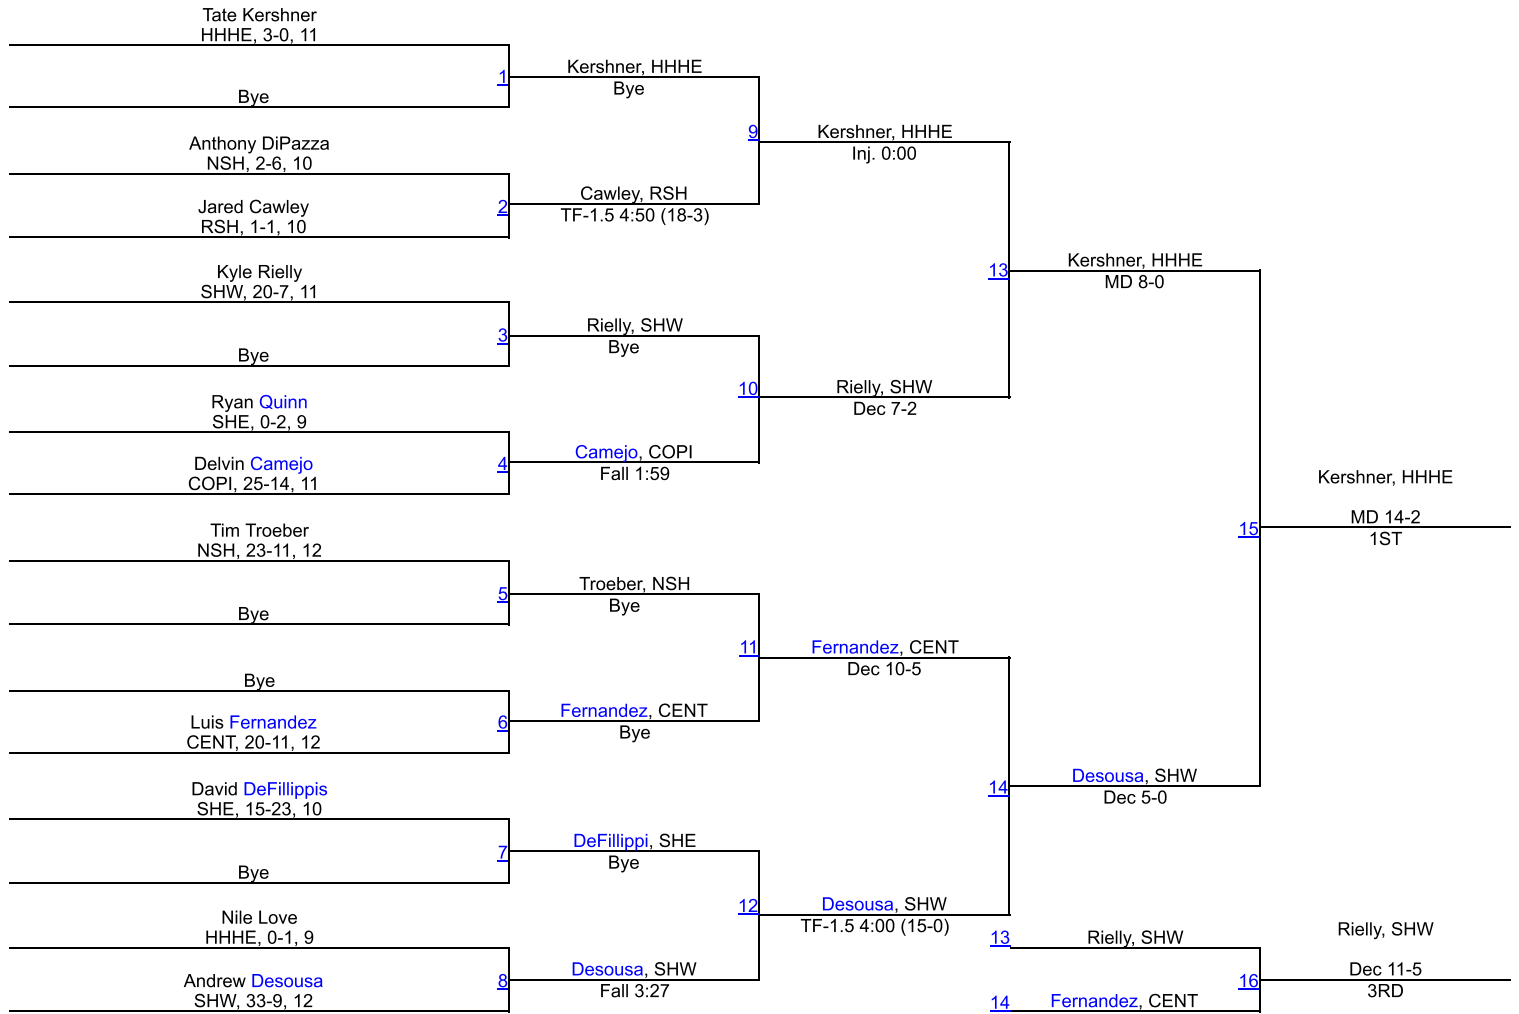 Tate Kershner
HHHE, 3-0, 11
1
Bye
Kershner, HHHE
Bye
Anthony DiPazza
NSH, 2-6, 10
Jared Cawley
RSH, 1-1, 10
2
Cawley, RSH
TF-1.5 4:50 (18-3)
9
Kershner, HHHE
Inj. 0:00
Kyle Rielly
SHW, 20-7, 11
3
Bye
Rielly, SHW
Bye
Ryan Quinn
SHE, 0-2, 9
Delvin Camejo
COPI, 25-14, 11
4
Camejo, COPI
Fall 1:59
10
Rielly, SHW
Dec 7-2
13
Kershner, HHHE
MD 8-0
Tim Troeber
NSH, 23-11, 12
5
Bye
Troeber, NSH
Bye
Bye
Luis Fernandez
CENT, 20-11, 12
6
Fernandez, CENT
Bye
11
Fernandez, CENT
Dec 10-5
David DeFillippis
SHE, 15-23, 10
7
Bye
DeFillippi, SHE
Bye
Nile Love
HHHE, 0-1, 9
Andrew Desousa
SHW, 33-9, 12
8
Desousa, SHW
Fall 3:27
12
Desousa, SHW
TF-1.5 4:00 (15-0)
14
Desousa, SHW
Dec 5-0
15
Kershner, HHHE
MD 14-2
1ST
13
Rielly, SHW
14
Fernandez, CENT
16
Rielly, SHW
Dec 11-5
3RD